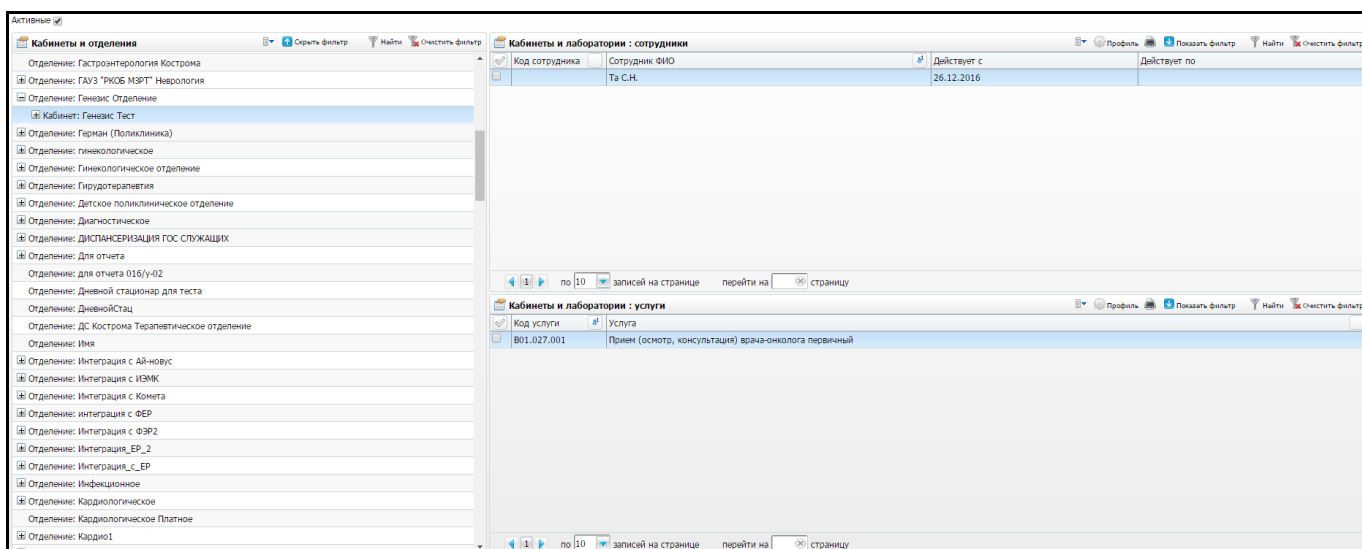 Активные
Кабинеты и отделения Скрыть фильтр Найти Очистить фильтр
Отделение: Гастроэнтерология Кострома
Отделение: ГАУЗ "РКОБ МЗРТ" Неврология
Отделение: Генезис Отделение
Кабинет: Генезис Тест
Отделение: Герман (Поликлиника)
Отделение: гинекологическое
Отделение: Гинекологическое отделение
Отделение: Гирудотерапевтия
Отделение: Детское поликлиническое отделение
Отделение: Диагностическое
Отделение: ДИСПАНСЕРИЗАЦИЯ ГОС СЛУЖАЩИХ
Отделение: Для отчета
Отделение: для отчета 016/у-02
Отделение: Дневной стационар для теста
Отделение: ДневнойСтац
Отделение: ДС Кострома Терапевтическое отделение
Отделение: Имя
Отделение: Интеграция с Ай-новус
Отделение: Интеграция с ИЭМК
Отделение: Интеграция с Комета
Отделение: интеграция с ФЕР
Отделение: Интеграция с ФЭР2
Отделение: Интеграция_ЕР_2
Отделение: Интеграция_с_ЕР
Отделение: Инфекционное
Отделение: Кардиологическое
Отделение: Кардиологическое Платное
Отделение: Кардио1
Кабинеты и лаборатории : сотрудники Профиль Показать фильтр Найти Очистить фильтр
Код сотрудника Сотрудник ФИО Действует с Действует по
Та С.Н. 26.12.2016
1 по 10 записей на странице перейти на страницу
Кабинеты и лаборатории : услуги Профиль Показать фильтр Найти Очистить фильтр
Код услуги Услуга
B01.027.001 Прием (осмотр, консультация) врача-онколога первичный
1 по 10 записей на странице перейти на страницу